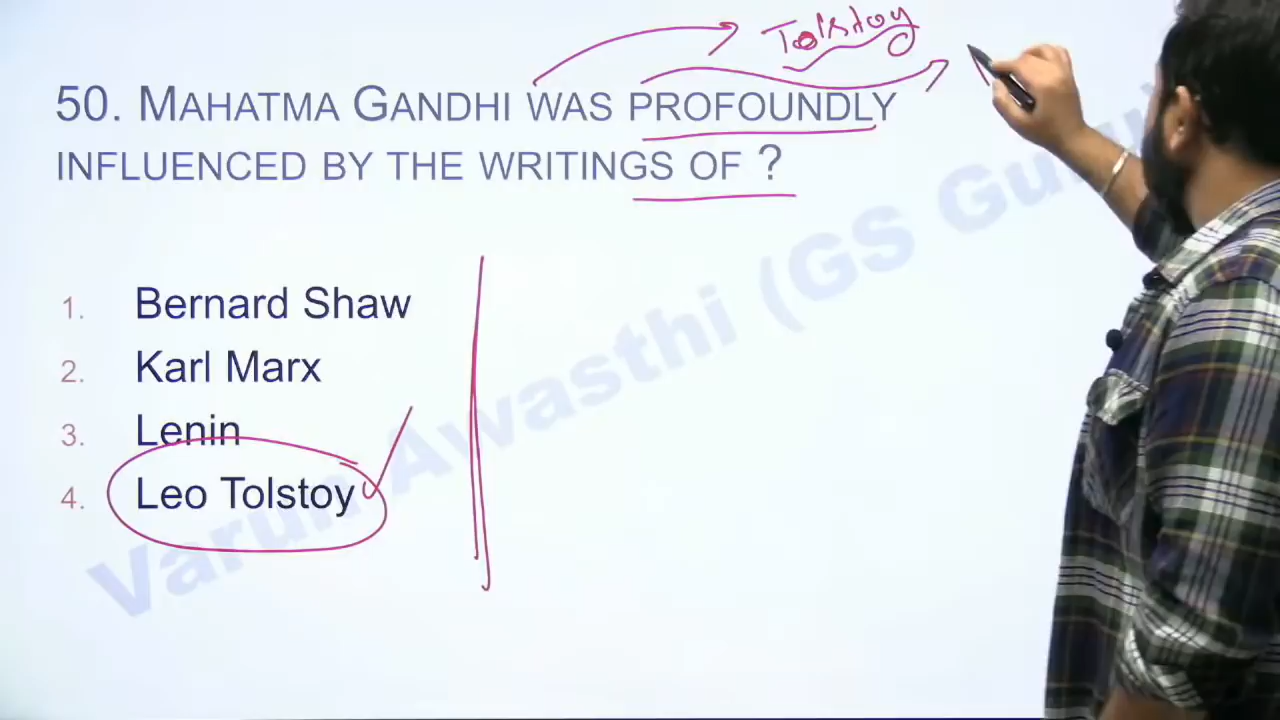 Tolstoy
50. MAHATMA GANDHI WAS PROFOUNDLY
INFLUENCED BY THE WRITINGS OF ?
1. Bernard Shaw
2. Karl Marx
3. Lenin
4. Leo Tolstoy
Varun Awasthi (GS Gu